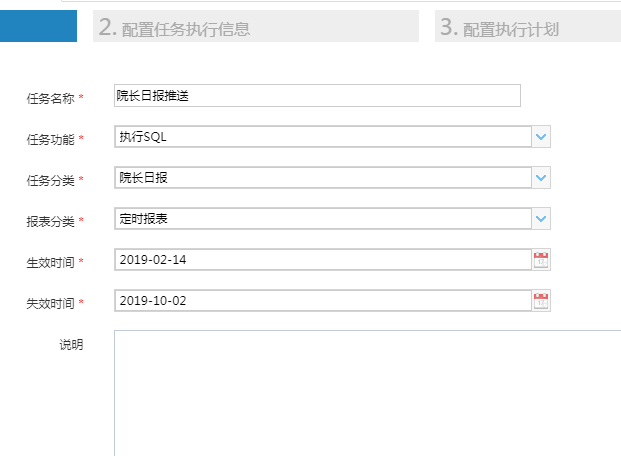 2. 配置任务执行信息
3. 配置执行计划
任务名称 * 院长日报推送
任务功能 * 执行SQL
任务分类 * 院长日报
报表分类 * 定时报表
生效时间 * 2019-02-14
失效时间 * 2019-10-02
说明